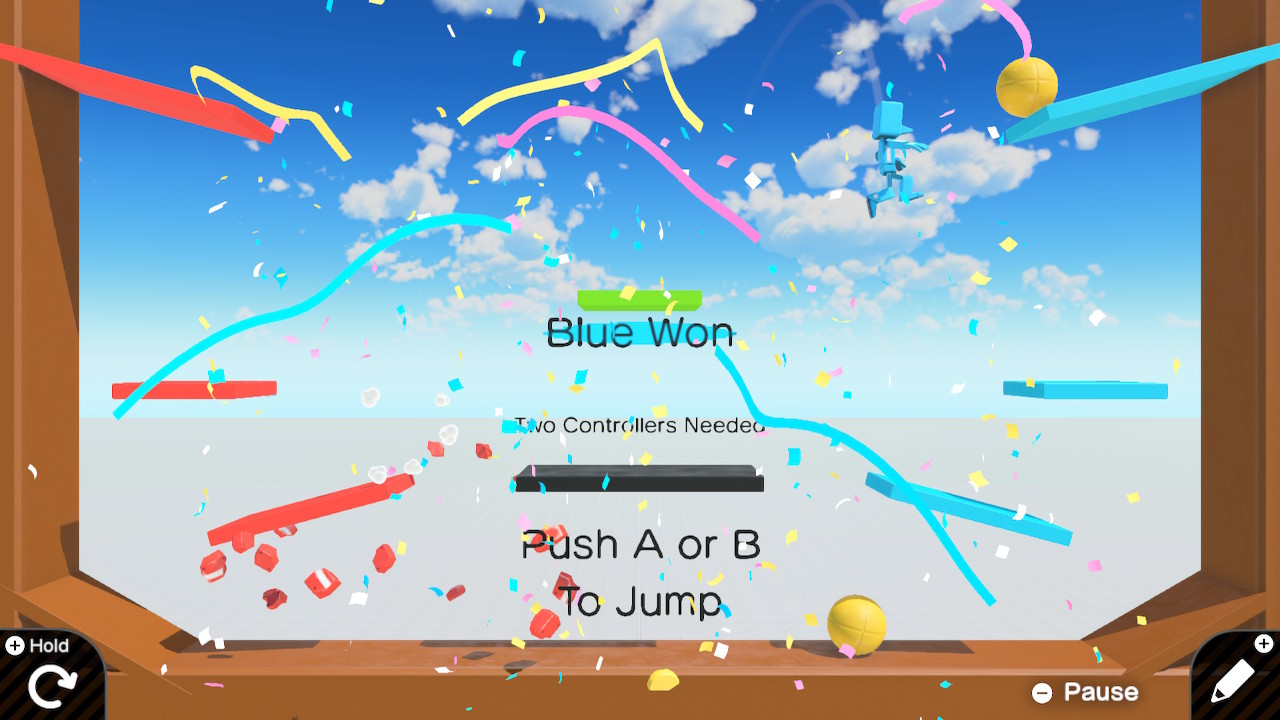 Blue Won
Two Controllers Needed
Push A or B
To Jump
Hold
Pause